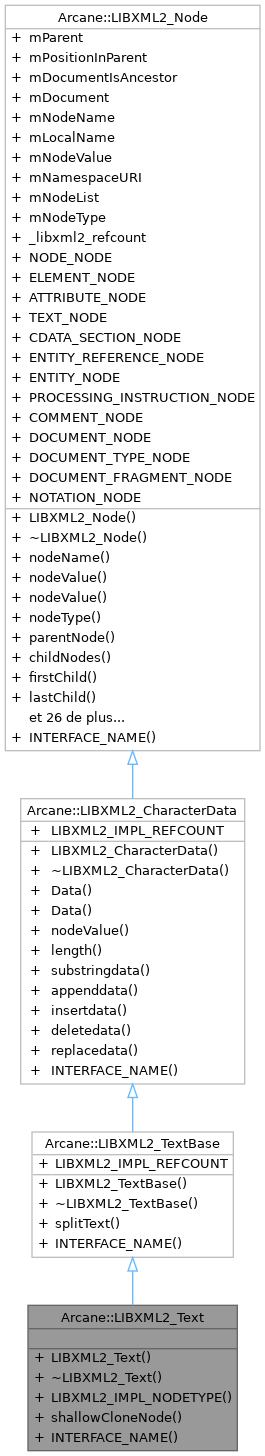 Arcane::LIBXML2_Node
+ mParent
+ mPositionInParent
+ mDocumentIsAncestor
+ mDocument
+ mNodeName
+ mLocalName
+ mNodeValue
+ mNamespaceURI
+ mNodeList
+ mNodeType
+ _libxml2_refcount
+ NODE_NODE
+ ELEMENT_NODE
+ ATTRIBUTE_NODE
+ TEXT_NODE
+ CDATA_SECTION_NODE
+ ENTITY_REFERENCE_NODE
+ ENTITY_NODE
+ PROCESSING_INSTRUCTION_NODE
+ COMMENT_NODE
+ DOCUMENT_NODE
+ DOCUMENT_TYPE_NODE
+ DOCUMENT_FRAGMENT_NODE
+ NOTATION_NODE
+ LIBXML2_Node()
+ ~LIBXML2_Node()
+ nodeName()
+ nodeValue()
+ nodeValue()
+ nodeType()
+ parentNode()
+ childNodes()
+ firstChild()
+ lastChild()
et 26 de plus...
+ INTERFACE_NAME()
Arcane::LIBXML2_CharacterData
+ LIBXML2_IMPL_REFCOUNT
+ LIBXML2_CharacterData()
+ ~LIBXML2_CharacterData()
+ Data()
+ Data()
+ nodeValue()
+ length()
+ substringdata()
+ appenddata()
+ insertdata()
+ deletedata()
+ replacedata()
+ INTERFACE_NAME()
Arcane::LIBXML2_TextBase
+ LIBXML2_IMPL_REFCOUNT
+ LIBXML2_TextBase()
+ ~LIBXML2_TextBase()
+ splitText()
+ INTERFACE_NAME()
Arcane::LIBXML2_Text
+ LIBXML2_Text()
+ ~LIBXML2_Text()
+ LIBXML2_IMPL_NODETYPE()
+ shallowCloneNode()
+ INTERFACE_NAME()